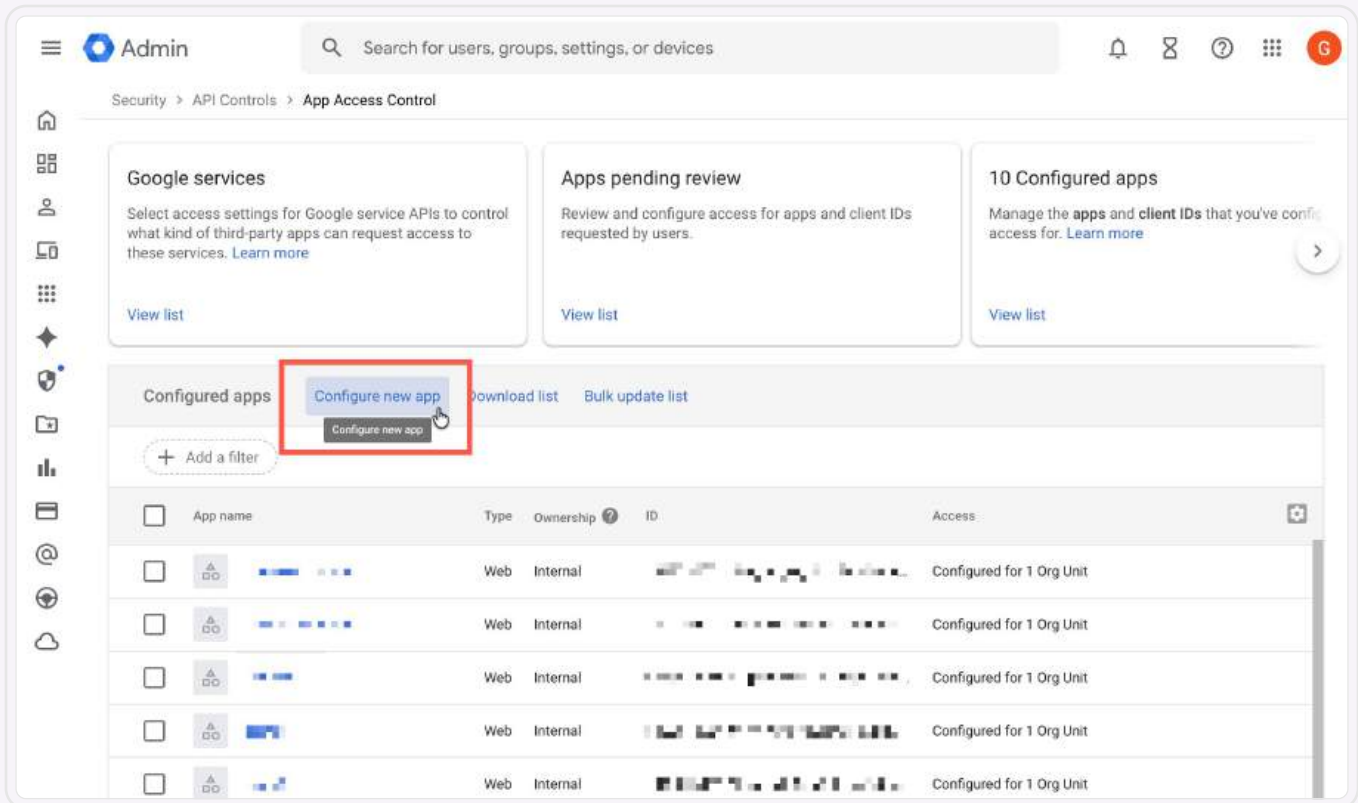 Admin
Search for users, groups, settings, or devices
G
Security > API Controls > App Access Control
Google services
Select access settings for Google service APIs to control
what kind of third-party apps can request access to
these services. Learn more
View list
Apps pending review
Review and configure access for apps and client IDs
requested by users.
View list
10 Configured apps
Manage the apps and client IDs that you've
access for. Learn more
View list
Configured apps
Configure new app
Download list
Bulk update list
Configure new app
+ Add a filter
App name Type Ownership ID Access
Web Internal Configured for 1 Org Unit
Web Internal Configured for 1 Org Unit
Web Internal Configured for 1 Org Unit
Web Internal Configured for 1 Org Unit
Web Internal Configured for 1 Org Unit